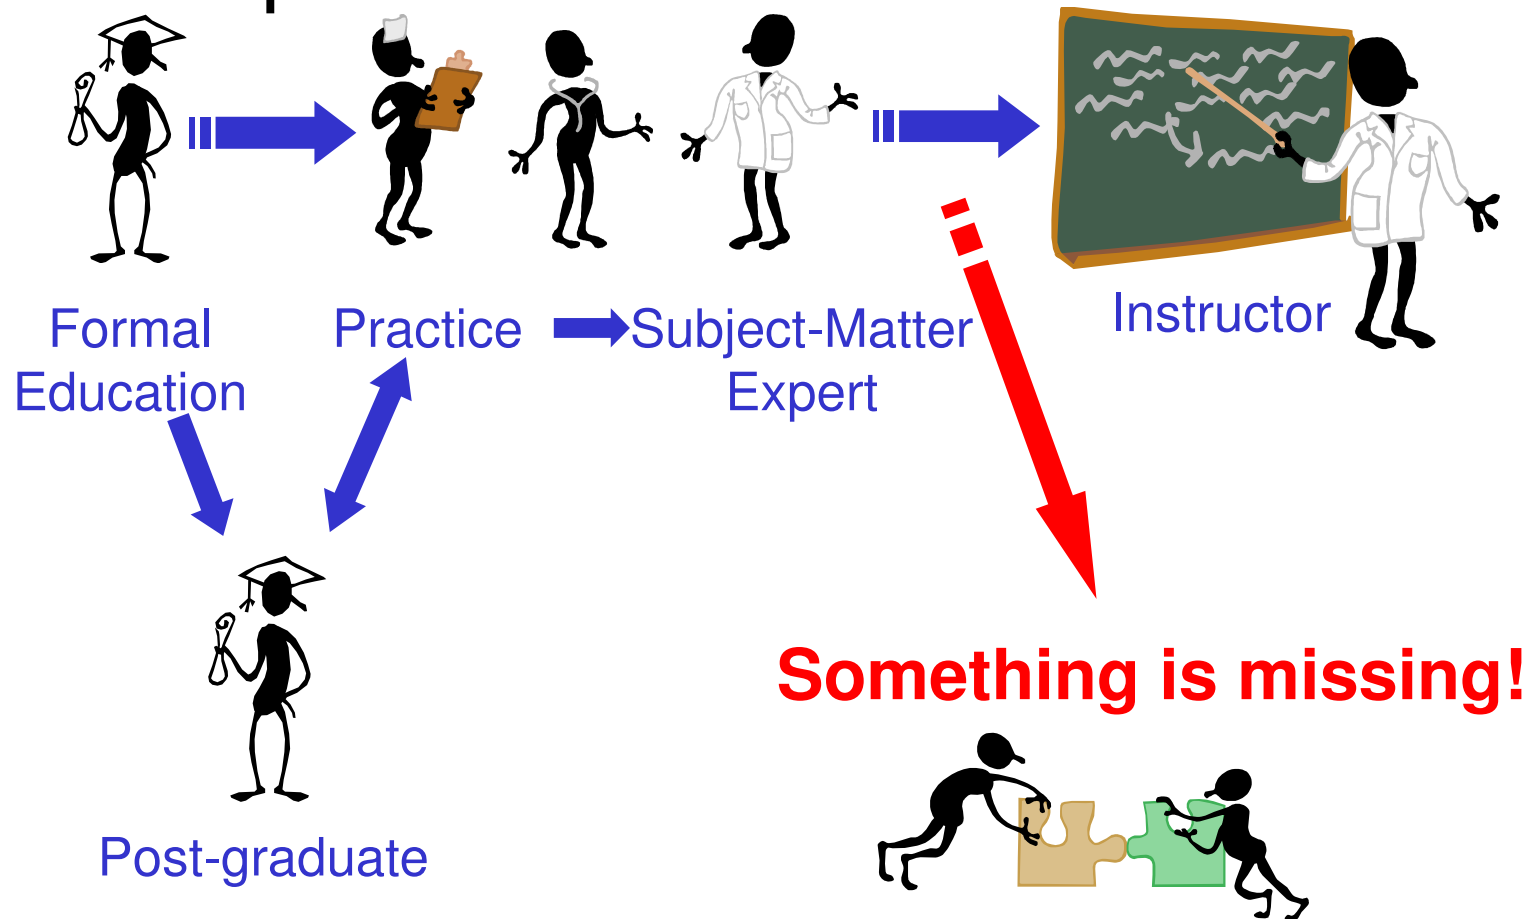 Formal
Education
Practice
Subject-Matter
Expert
Instructor
Post-graduate
Something is missing!